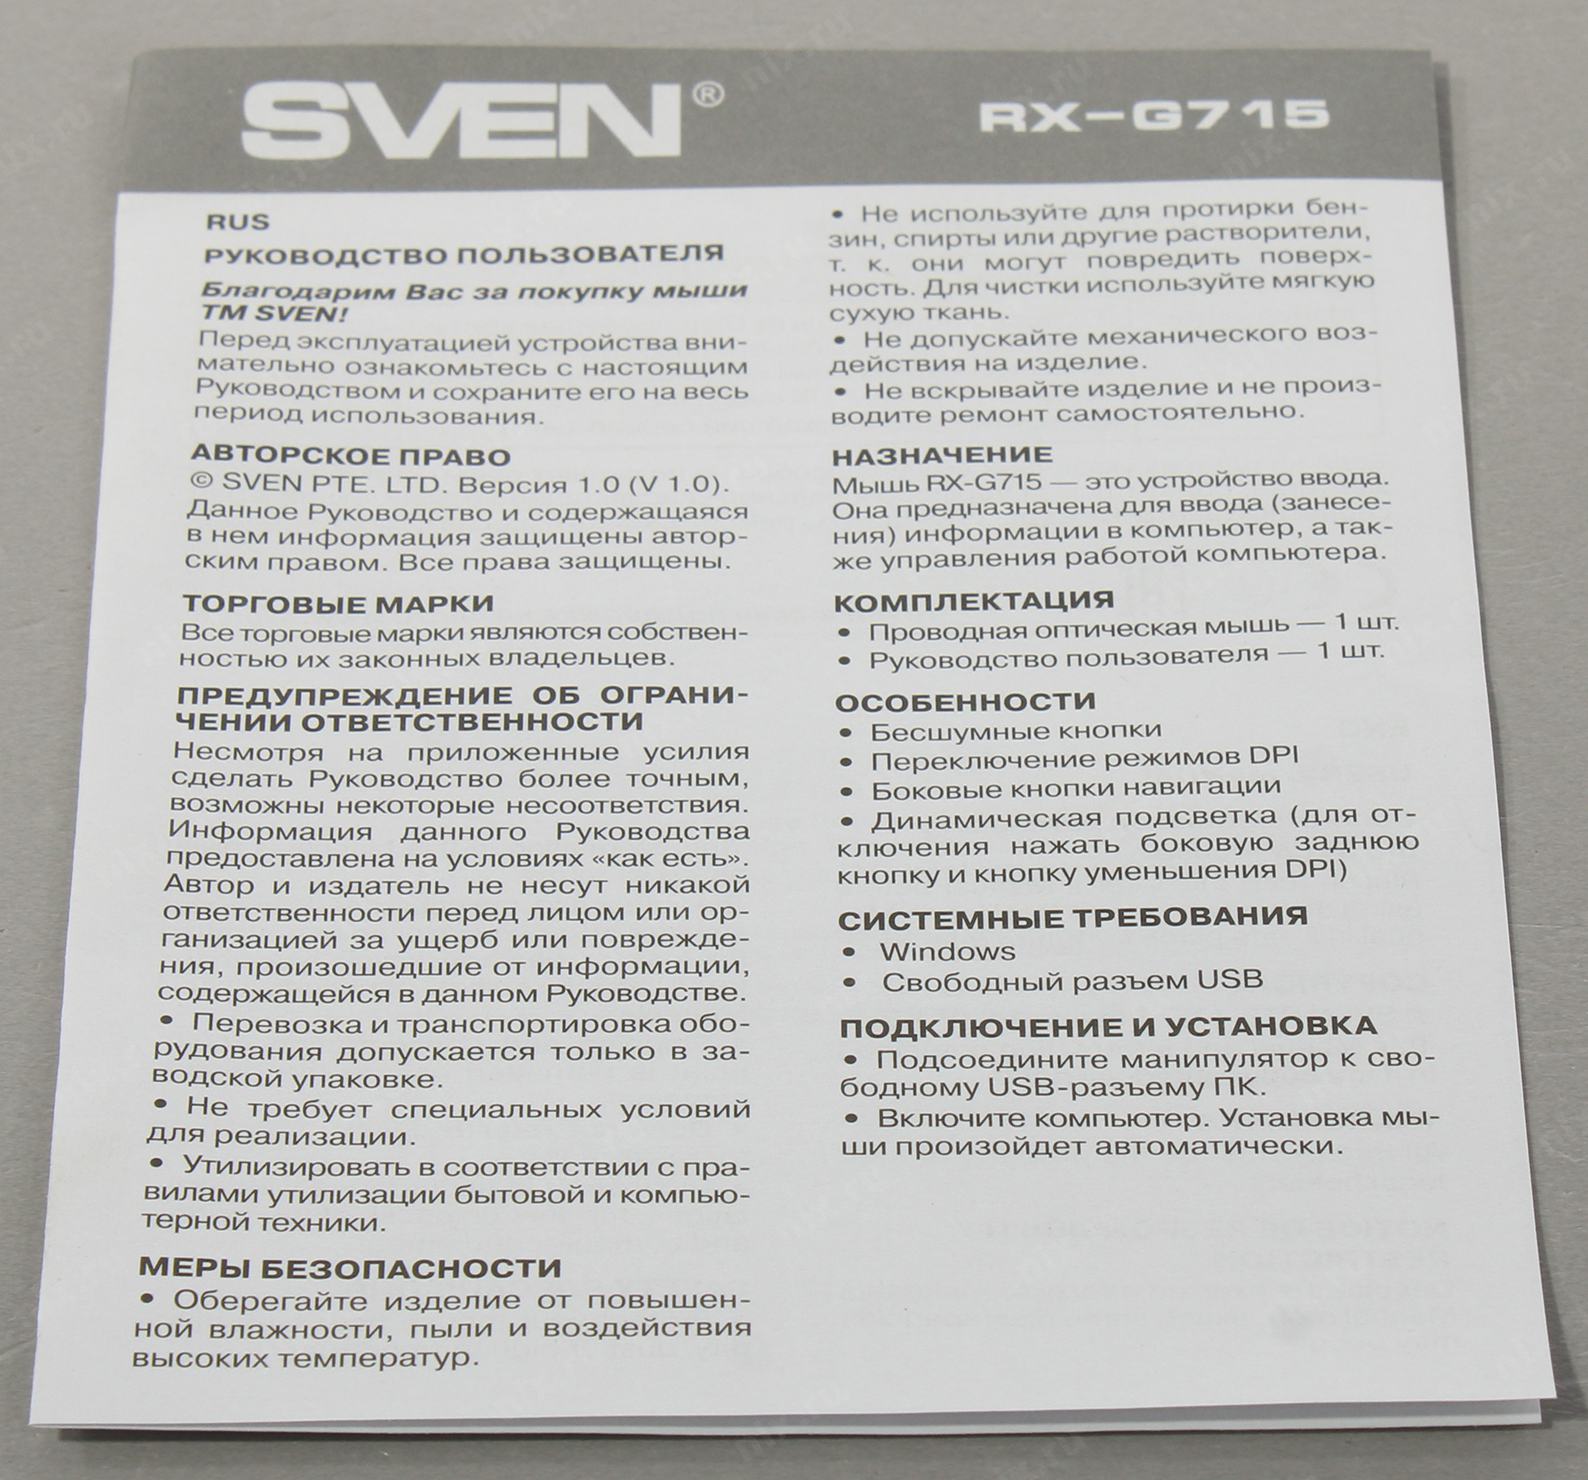 SVEN®
RX-G715
RUS
РУКОВОДСТВО ПОЛЬЗОВАТЕЛЯ
Благодарим Вас за покупку мыши
ТМ SVEN!
Перед эксплуатацией устройства вни-
мательно ознакомьтесь с настоящим
Руководством и сохраните его на весь
период использования.
АВТОРСКОЕ ПРАВО
© SVEN PTE. LTD. Версия 1.0 (V 1.0).
Данное Руководство и содержащаяся
в нем информация защищены автор-
ским правом. Все права защищены.
ТОРГОВЫЕ МАРКИ
Все торговые марки являются собствен-
ностью их законных владельцев.
ПРЕДУПРЕЖДЕНИЕ ОБ ОГРАНИ-
ЧЕНИИ ОТВЕТСТВЕННОСТИ
Несмотря на приложенные усилия
сделать Руководство более точным,
возможны некоторые несоответствия.
Информация данного Руководства
предоставлена на условиях «как есть».
Автор и издатель не несут никакой
ответственности перед лицом или ор-
ганизацией за ущерб или поврежде-
ния, произошедшие от информации,
содержащейся в данном Руководстве.
• Перевозка и транспортировка обо-
рудования допускается только в за-
водской упаковке.
• Не требует специальных условий
для реализации.
• Утилизировать в соответствии с пра-
вилами утилизации бытовой и компью-
терной техники.
МЕРЫ БЕЗОПАСНОСТИ
• Оберегайте изделие от повышен-
ной влажности, пыли и воздействия
высоких температур.
• Не используйте для протирки бен-
зин, спирты или другие растворители,
т. к. они могут повредить поверх-
ность. Для чистки используйте мягкую
сухую ткань.
• Не допускайте механического воз-
действия на изделие.
• Не вскрывайте изделие и не произ-
водите ремонт самостоятельно.
НАЗНАЧЕНИЕ
Мышь RX-G715 — это устройство ввода.
Она предназначена для ввода (занесе-
ния) информации в компьютер, а так-
же управления работой компьютера.
КОМПЛЕКТАЦИЯ
• Проводная оптическая мышь — 1 шт.
• Руководство пользователя — 1 шт.
ОСОБЕННОСТИ
• Бесшумные кнопки
• Переключение режимов DPI
• Боковые кнопки навигации
• Динамическая подсветка (для от-
ключения нажать боковую заднюю
кнопку и кнопку уменьшения DPI)
СИСТЕМНЫЕ ТРЕБОВАНИЯ
• Windows
• Свободный разъем USB
ПОДКЛЮЧЕНИЕ И УСТАНОВКА
• Подсоедините манипулятор к сво-
бодному USB-разъему ПК.
• Включите компьютер. Установка мы-
ши произойдет автоматически.